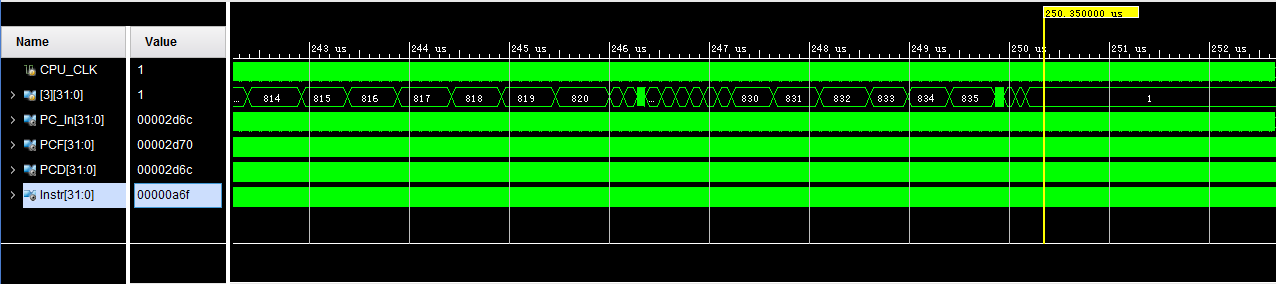 250.350000 us
Name Value
243 us 244 us 245 us 246 us 247 us 248 us 249 us 250 us 251 us 252 us
CPU_CLK 1
[3][31:0] 1 ... 814 815 816 817 818 819 820 ... 830 831 832 833 834 835 1
PC_In[31:0] 00002d6c
PCF[31:0] 00002d70
PCD[31:0] 00002d6c
Instr[31:0] 00000a6f